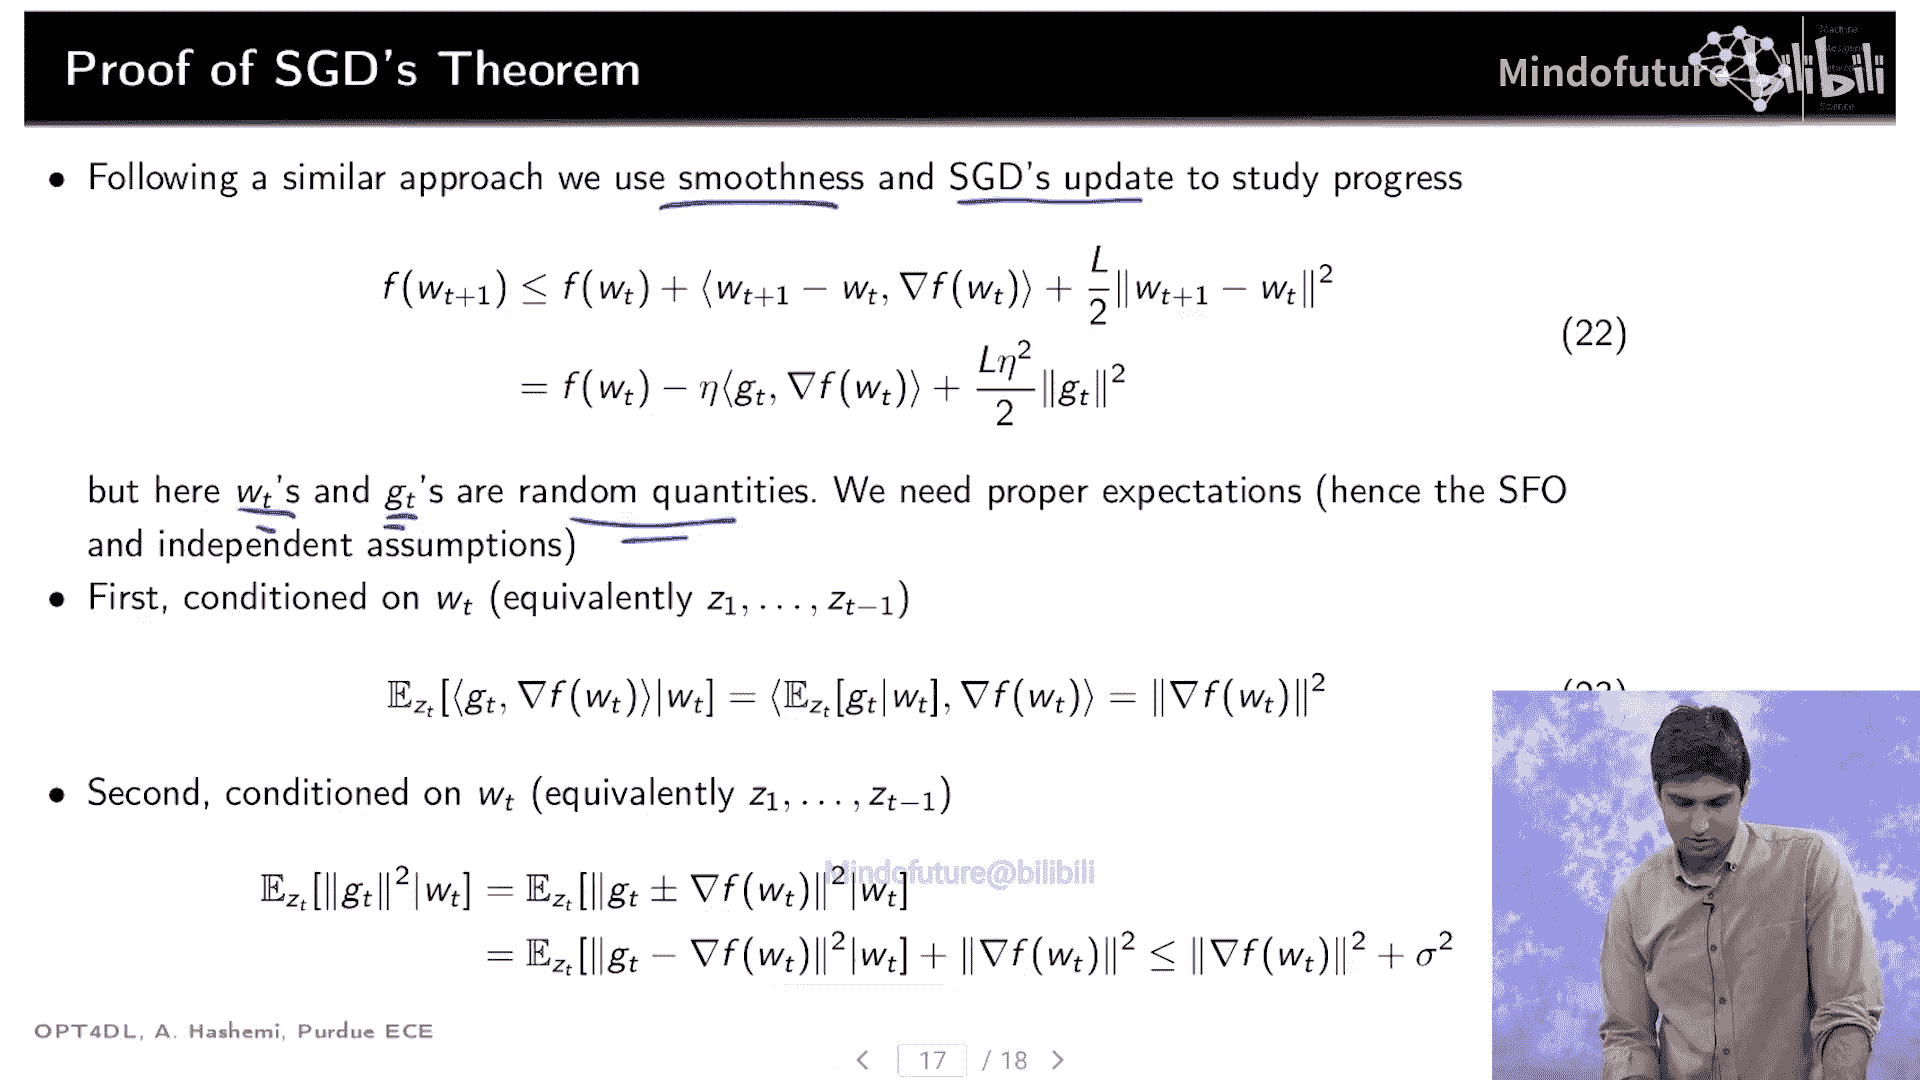 Proof of SGD's Theorem
Mindofuture
bilibili
• Following a similar approach we use smoothness and SGD's update to study progress
f(w_{t+1}) ≤ f(w_t) + ⟨w_{t+1} − w_t, ∇f(w_t)⟩ + L/2 ‖w_{t+1} − w_t‖²
(22)
= f(w_t) − η⟨g_t, ∇f(w_t)⟩ + Lη²/2 ‖g_t‖²
but here w_t's and g_t's are random quantities. We need proper expectations (hence the SFO
and independent assumptions)
• First, conditioned on w_t (equivalently z_1, . . . , z_{t−1})
𝔼_{z_t}[⟨g_t, ∇f(w_t)⟩|w_t] = ⟨𝔼_{z_t}[g_t|w_t], ∇f(w_t)⟩ = ‖∇f(w_t)‖²
• Second, conditioned on w_t (equivalently z_1, . . . , z_{t−1})
𝔼_{z_t}[‖g_t‖²|w_t] = 𝔼_{z_t}[‖g_t ± ∇f(w_t)‖²|w_t]
Mindofuture@bilibili
= 𝔼_{z_t}[‖g_t − ∇f(w_t)‖²|w_t] + ‖∇f(w_t)‖² ≤ ‖∇f(w_t)‖² + σ²
OPT4DL, A. Hashemi, Purdue ECE
17 / 18